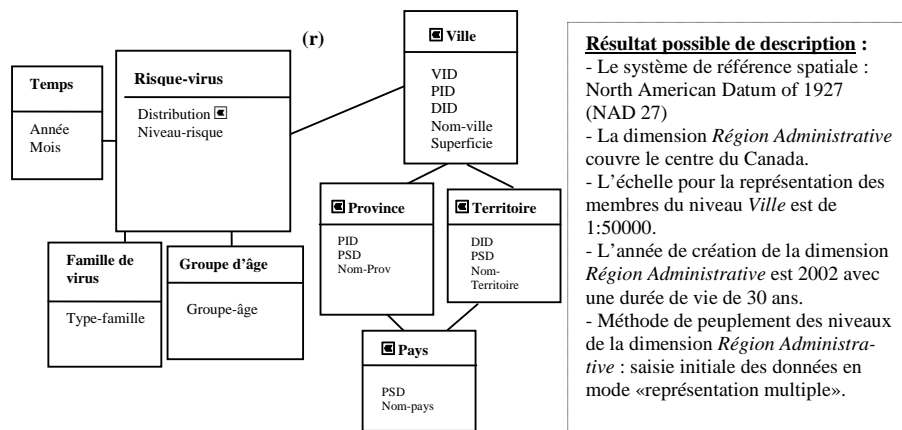 (r)
Temps
Année
Mois
Risque-virus
Distribution
Niveau-risque
Famille de
virus
Type-famille
Groupe d'âge
Groupe-âge
Ville
VID
PID
DID
Nom-ville
Superficie
Province
PID
PSD
Nom-Prov
Territoire
DID
PSD
Nom-
Territoire
Pays
PSD
Nom-pays
Résultat possible de description :
- Le système de référence spatiale :
North American Datum of 1927
(NAD 27)
- La dimension Région Administrative
couvre le centre du Canada.
- L'échelle pour la représentation des
membres du niveau Ville est de
1:50000.
- L'année de création de la dimension
Région Administrative est 2002 avec
une durée de vie de 30 ans.
- Méthode de peuplement des niveaux
de la dimension Région Administra-
tive : saisie initiale des données en
mode «représentation multiple».